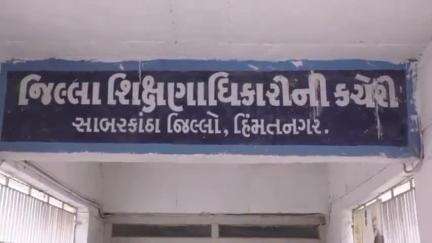 જિલ્લા શિક્ષણાધિકારીની કચેરી
સાબરકાંઠા જિલ્લો, હિંમતનગર.